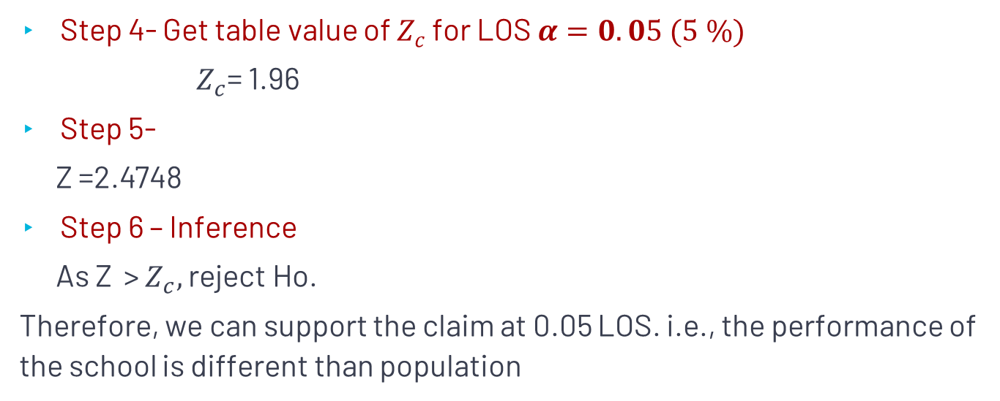 ‣ Step 4- Get table value of Z_c for LOS α = 0.05 (5 %)
Z_c= 1.96
‣ Step 5-
Z =2.4748
‣ Step 6 – Inference
As Z > Z_c, reject Ho.
Therefore, we can support the claim at 0.05 LOS. i.e., the performance of
the school is different than population